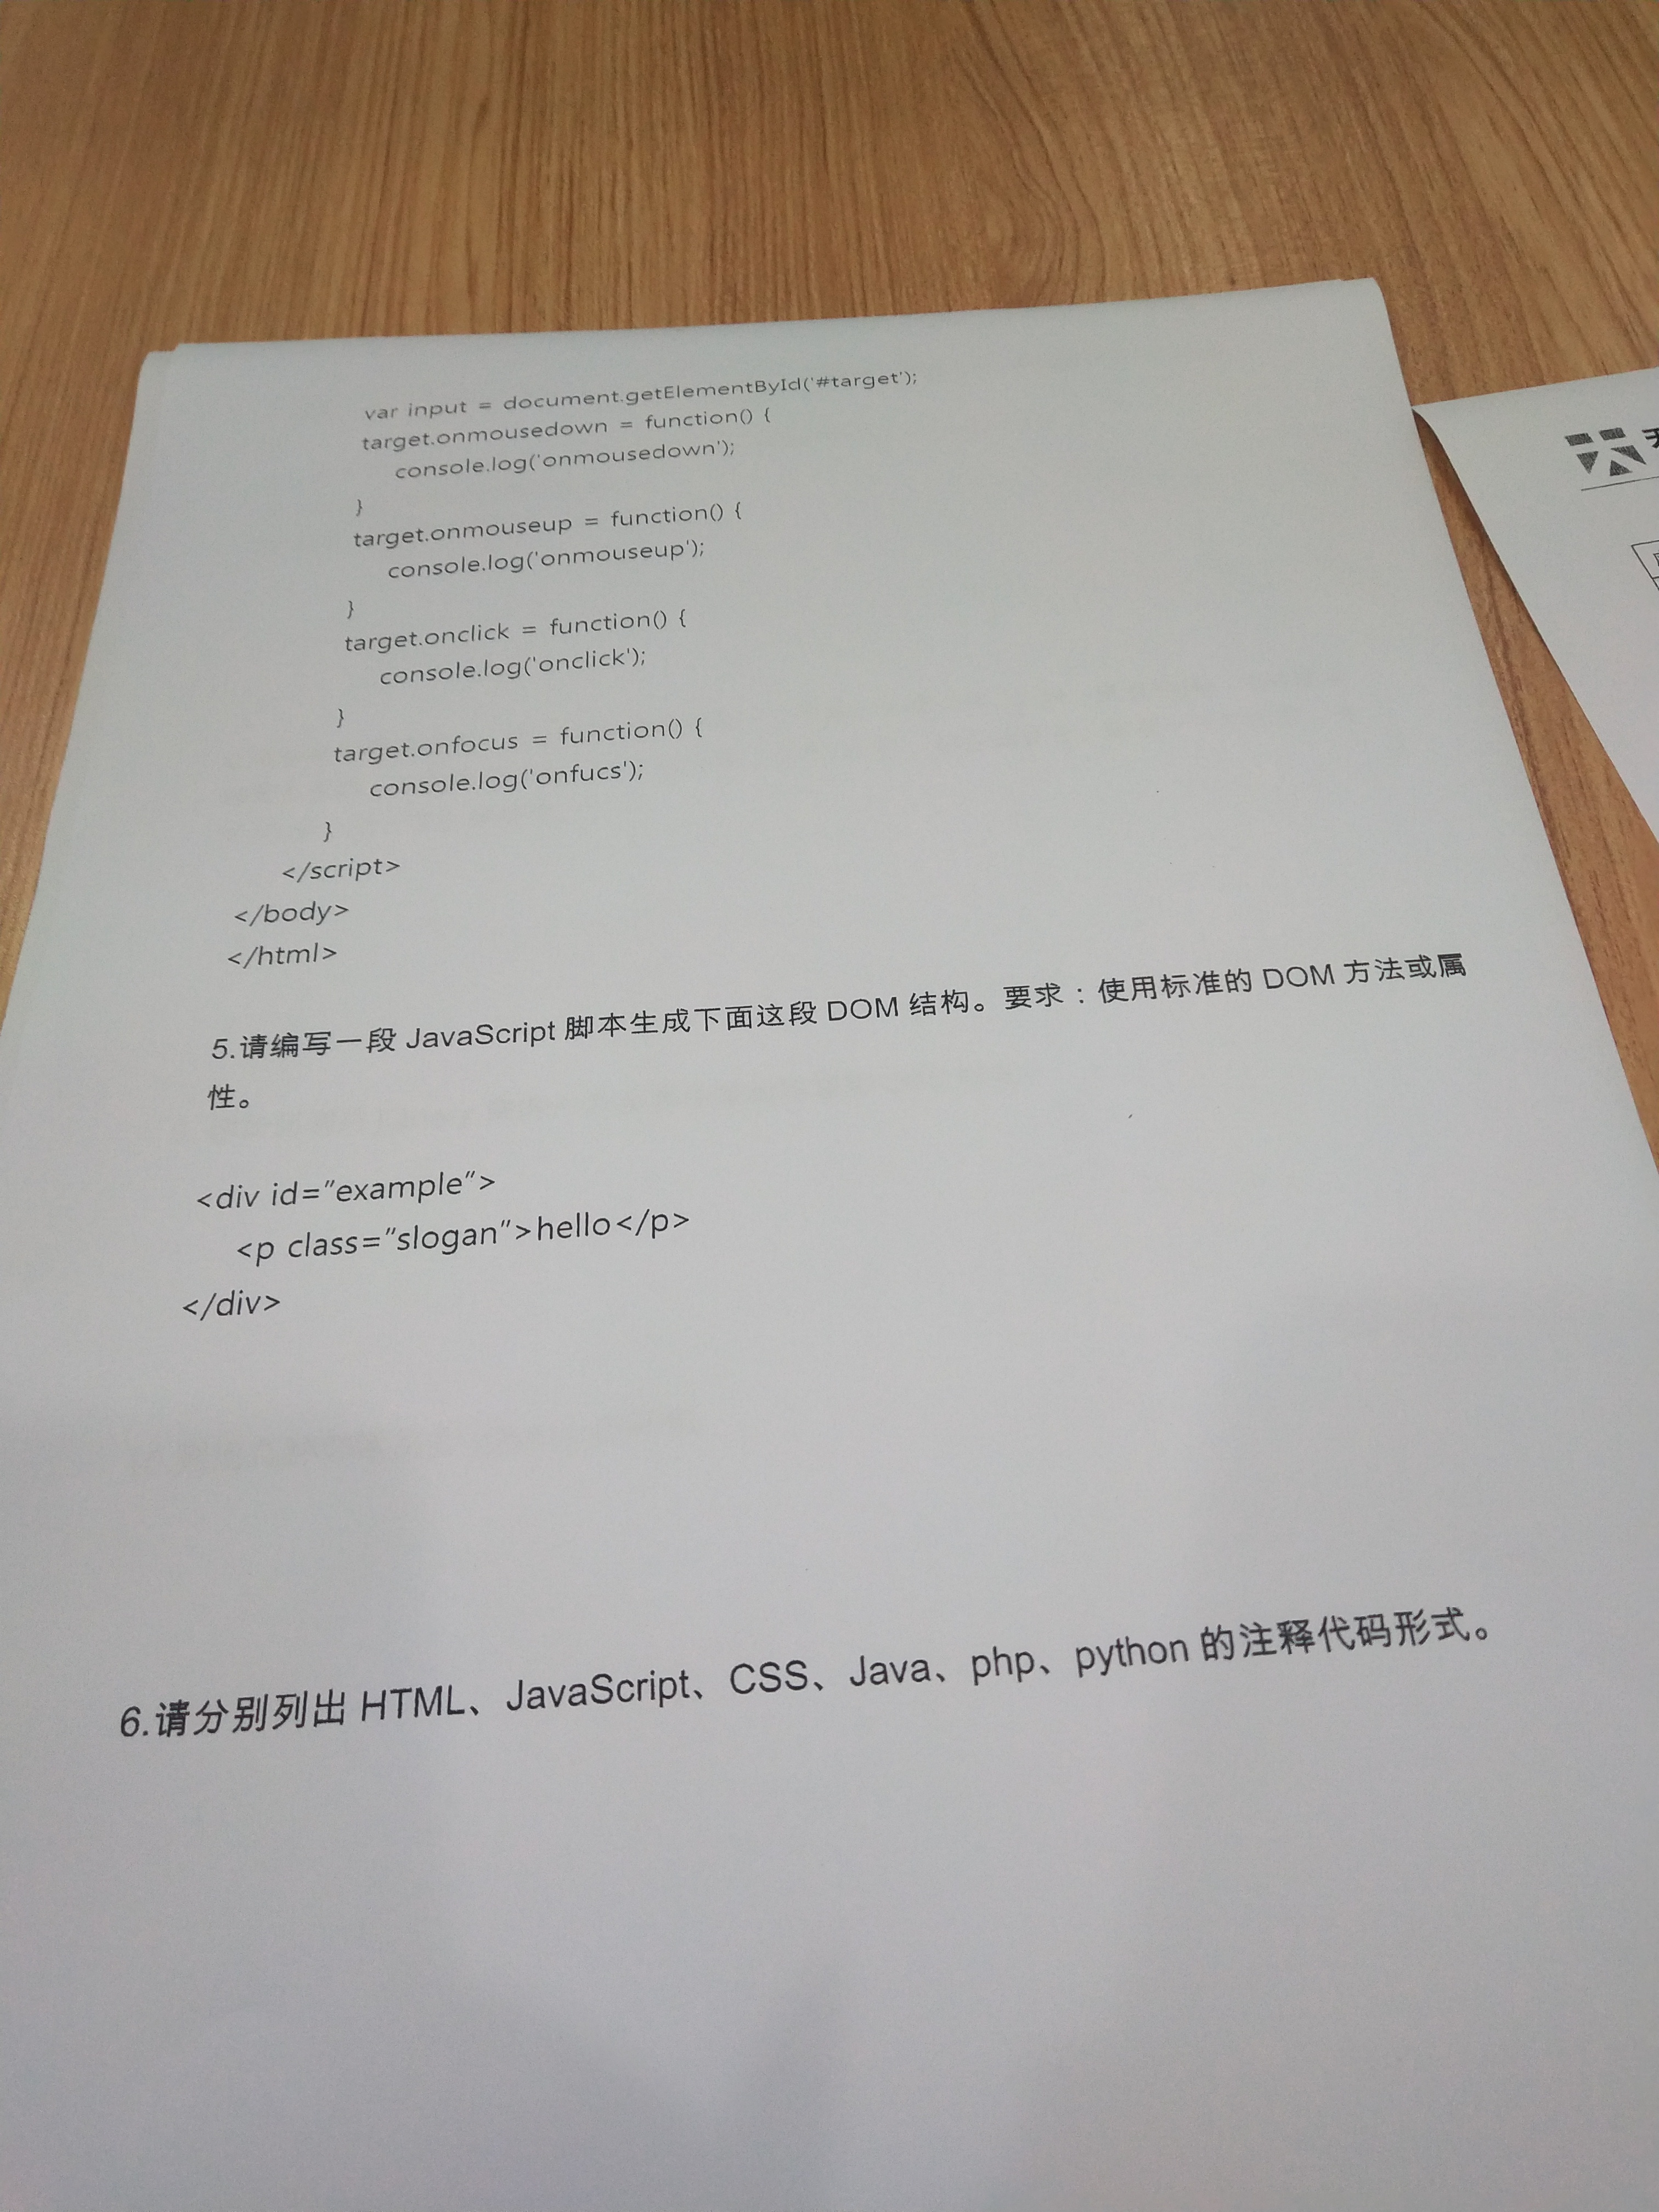 var input = document.getElementById('#target');
target.onmousedown = function() {
console.log('onmousedown');
}
target.onmouseup = function() {
console.log('onmouseup');
}
target.onclick = function() {
console.log('onclick');
}
target.onfocus = function() {
console.log('onfucs');
}
</script>
</body>
</html>
5.请编写一段 JavaScript 脚本生成下面这段 DOM 结构。要求：使用标准的 DOM 方法或属
性。
<div id="example">
<p class="slogan">hello</p>
</div>
6.请分别列出 HTML、JavaScript、CSS、Java、php、python 的注释代码形式。